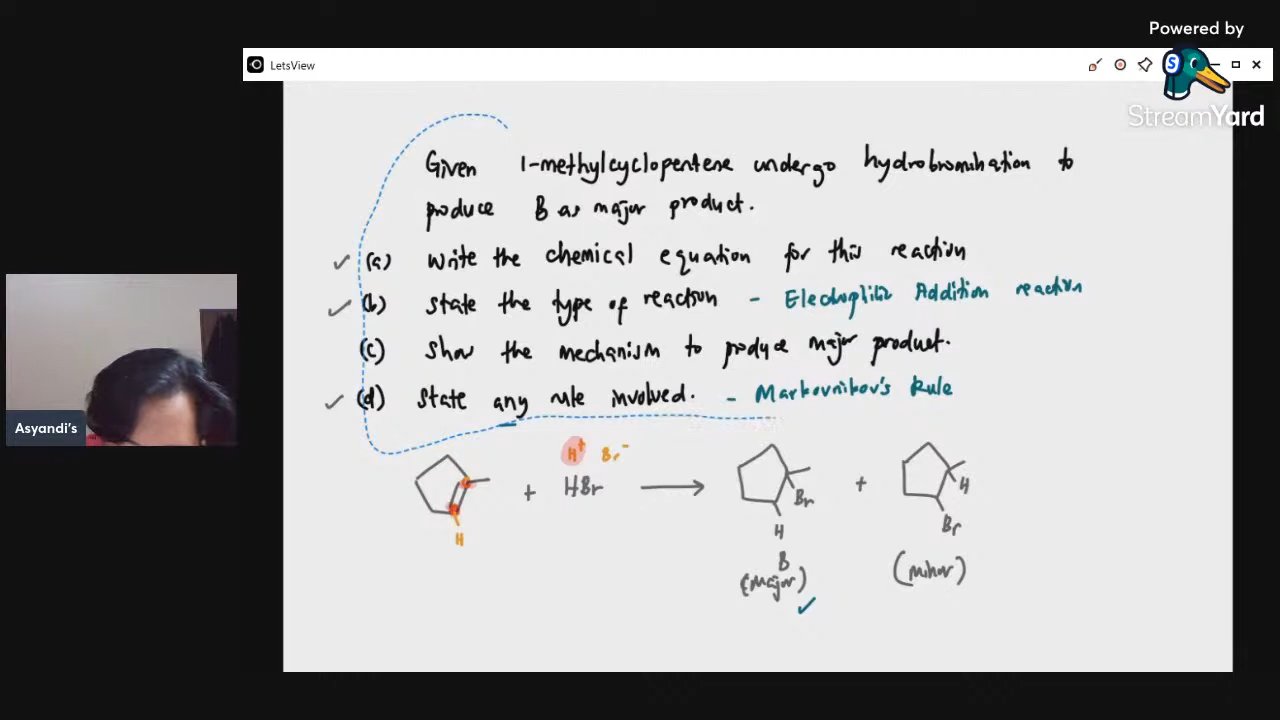 Powered by
StreamYard
LetsView
Given 1-methylcyclopentene undergo hydrobromination to
produce B as major product.
(a) Write the chemical equation for this reaction
(b) State the type of reaction - Electrophilic Addition reaction
(c) Show the mechanism to produce major product.
(d) State any rule involved. - Markovnikov's Rule
H+ Br-
+ HBr → Br + H
H H Br
B
(major) (minor)
Asyandi's